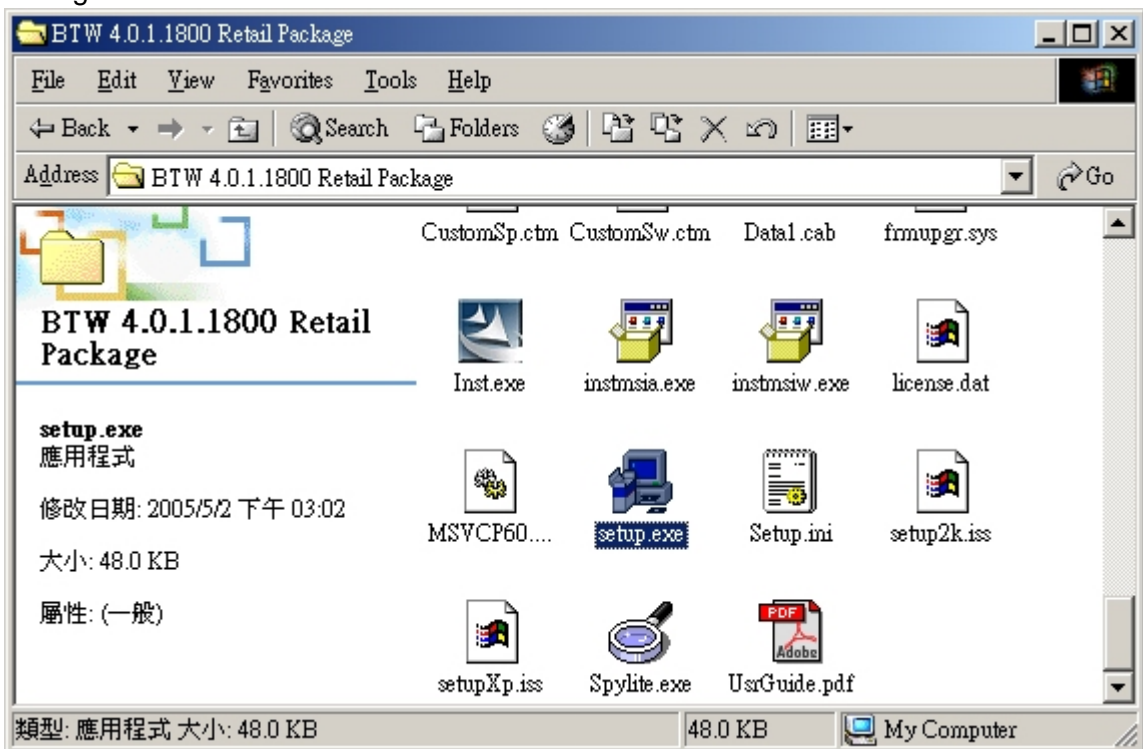 BTW 4.0.1.1800 Retail Package
File Edit View Favorites Tools Help
Back Search Folders
Address BTW 4.0.1.1800 Retail Package Go
CustomSp.ctm CustomSw.ctm Data1.cab frmupgr.sys
BTW 4.0.1.1800 Retail
Package
Inst.exe instmsia.exe instmsiw.exe license.dat
setup.exe
應用程式
修改日期: 2005/5/2 下午 03:02
MSVCP60.... setup.exe Setup.ini setup2k.iss
大小: 48.0 KB
屬性: (一般)
PDF
Adobe
setupXp.iss Spylite.exe UsrGuide.pdf
類型: 應用程式 大小: 48.0 KB 48.0 KB My Computer